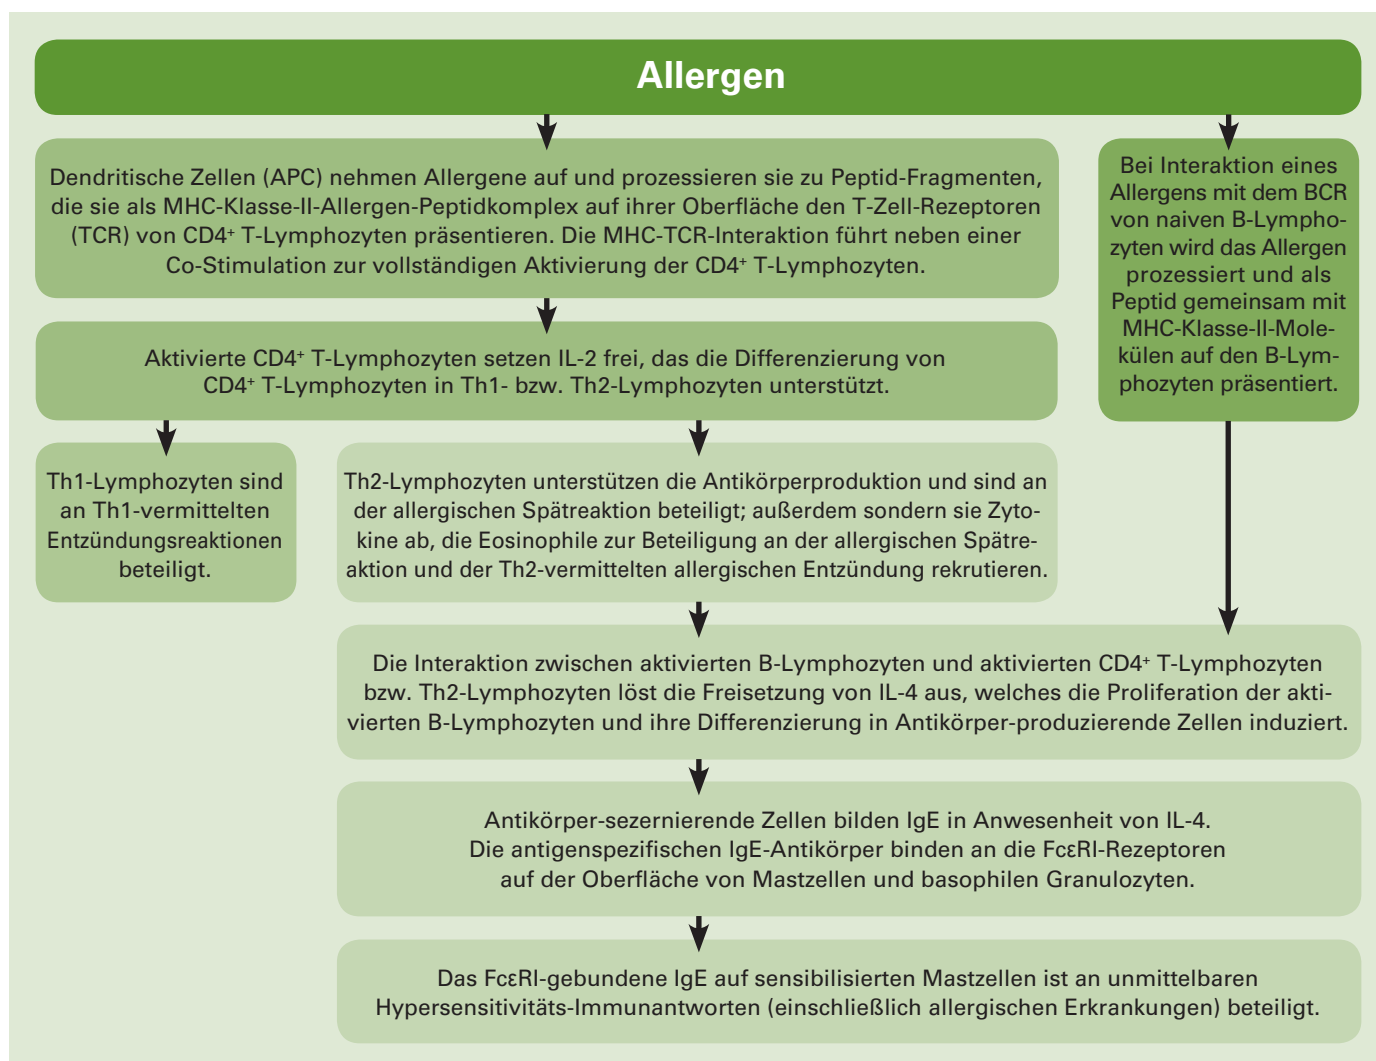 Allergen
Dendritische Zellen (APC) nehmen Allergene auf und prozessieren sie zu Peptid-Fragmenten,
die sie als MHC-Klasse-II-Allergen-Peptidkomplex auf ihrer Oberfläche den T-Zell-Rezeptoren
(TCR) von CD4⁺ T-Lymphozyten präsentieren. Die MHC-TCR-Interaktion führt neben einer
Co-Stimulation zur vollständigen Aktivierung der CD4⁺ T-Lymphozyten.
Bei Interaktion eines
Allergens mit dem BCR
von naiven B-Lympho-
zyten wird das Allergen
prozessiert und als
Peptid gemeinsam mit
MHC-Klasse-II-Mole-
külen auf den B-Lym-
phozyten präsentiert.
Aktivierte CD4⁺ T-Lymphozyten setzen IL-2 frei, das die Differenzierung von
CD4⁺ T-Lymphozyten in Th1- bzw. Th2-Lymphozyten unterstützt.
Th1-Lymphozyten sind
an Th1-vermittelten
Entzündungsreaktionen
beteiligt.
Th2-Lymphozyten unterstützen die Antikörperproduktion und sind an
der allergischen Spätreaktion beteiligt; außerdem sondern sie Zyto-
kine ab, die Eosinophile zur Beteiligung an der allergischen Spätre-
aktion und der Th2-vermittelten allergischen Entzündung rekrutieren.
Die Interaktion zwischen aktivierten B-Lymphozyten und aktivierten CD4⁺ T-Lymphozyten
bzw. Th2-Lymphozyten löst die Freisetzung von IL-4 aus, welches die Proliferation der akti-
vierten B-Lymphozyten und ihre Differenzierung in Antikörper-produzierende Zellen induziert.
Antikörper-sezernierende Zellen bilden IgE in Anwesenheit von IL-4.
Die antigenspezifischen IgE-Antikörper binden an die FcεRI-Rezeptoren
auf der Oberfläche von Mastzellen und basophilen Granulozyten.
Das FcεRI-gebundene IgE auf sensibilisierten Mastzellen ist an unmittelbaren
Hypersensitivitäts-Immunantworten (einschließlich allergischen Erkrankungen) beteiligt.